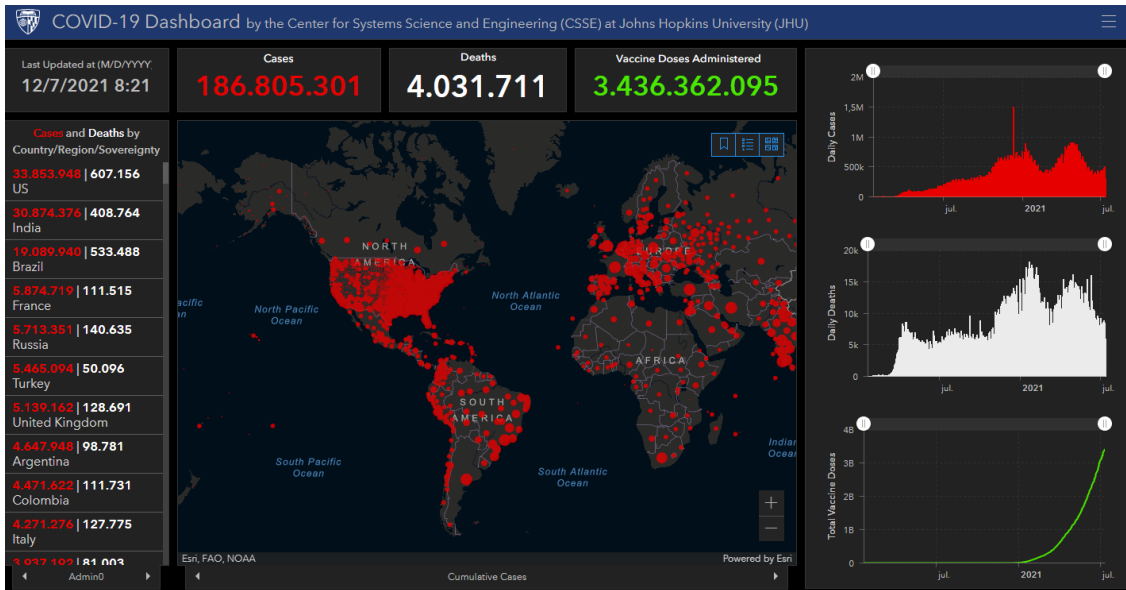 COVID-19 Dashboard by the Center for Systems Science and Engineering (CSSE) at Johns Hopkins University (JHU)
Last Updated at (M/D/YYYY)
12/7/2021 8:21
Cases
186.805.301
Deaths
4.031.711
Vaccine Doses Administered
3.436.362.095
Cases and Deaths by
Country/Region/Sovereignty
33.853.948 | 607.156
US
30.874.376 | 408.764
India
19.089.940 | 533.488
Brazil
5.874.719 | 111.515
France
5.713.351 | 140.635
Russia
5.465.094 | 50.096
Turkey
5.139.162 | 128.691
United Kingdom
4.647.948 | 98.781
Argentina
4.471.622 | 111.731
Colombia
4.271.276 | 127.775
Italy
3.937.192 | 81.003
Admin0
NORTH
AMERICA
EUROPE
acific
North Pacific
Ocean
North Atlantic
Ocean
AFRICA
SOUTH
AMERICA
South Pacific
Ocean
South Atlantic
Ocean
Indian
Ocean
+
−
Esri, FAO, NOAA
Powered by Esri
Cumulative Cases
Daily Cases
2M
1,5M
1M
500k
0
jul.
2021
jul.
Daily Deaths
20k
15k
10k
5k
0
jul.
2021
jul.
Total Vaccine Doses
4B
3B
2B
1B
0
jul.
2021
jul.